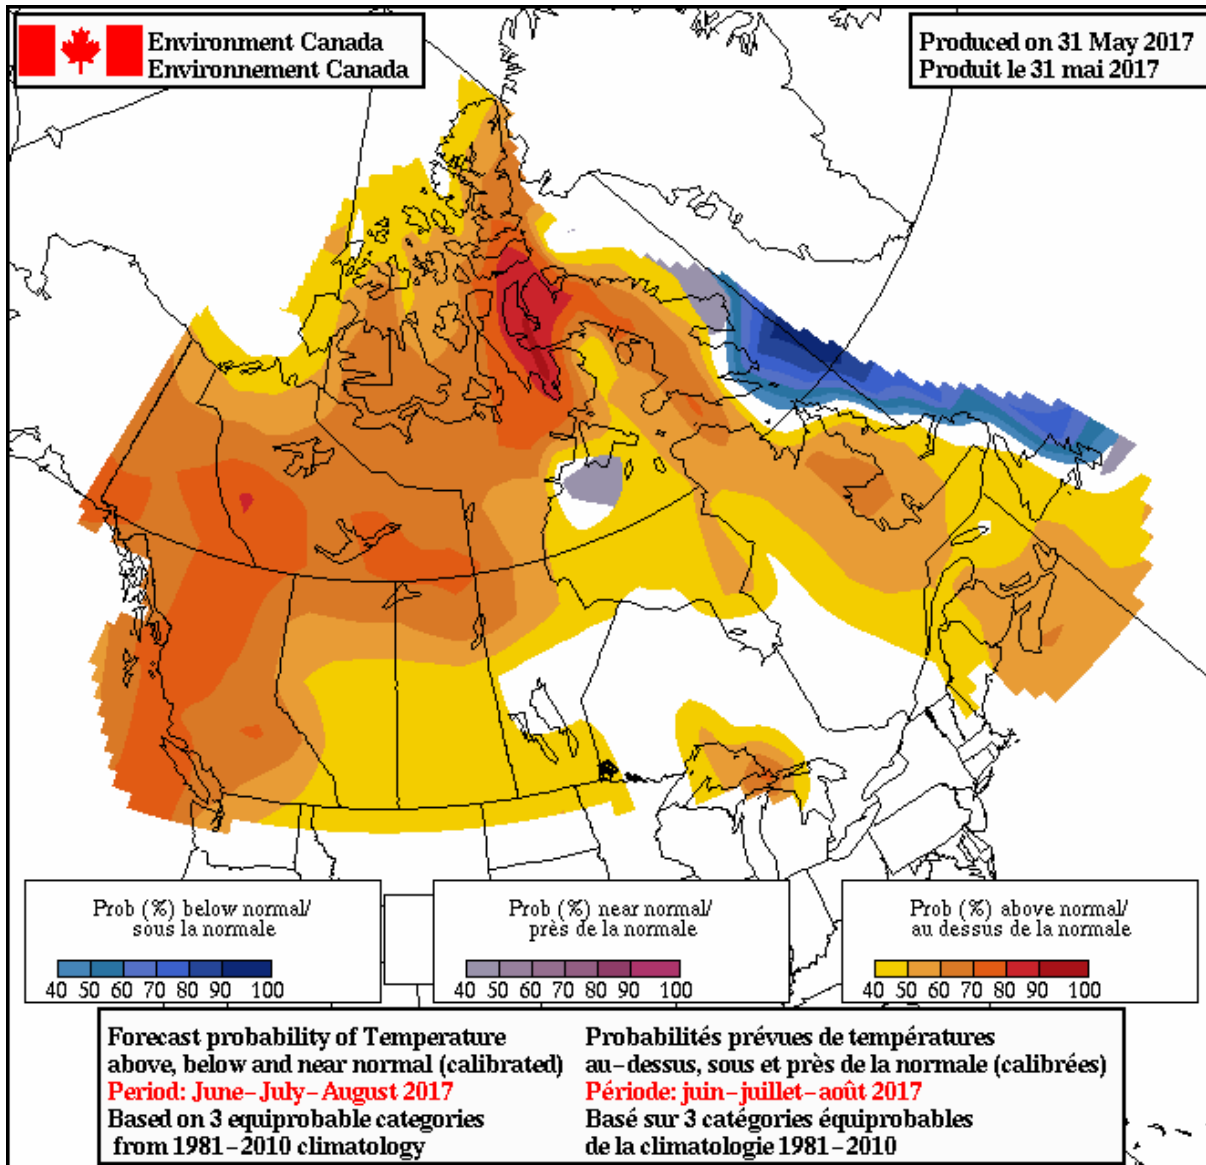 Environment Canada
Environnement Canada
Produced on 31 May 2017
Produit le 31 mai 2017
Prob (%) below normal/
sous la normale
40 50 60 70 80 90 100
Prob (%) near normal/
près de la normale
40 50 60 70 80 90 100
Prob (%) above normal/
au dessus de la normale
40 50 60 70 80 90 100
Forecast probability of Temperature
above, below and near normal (calibrated)
Period: June-July-August 2017
Based on 3 equiprobable categories
from 1981-2010 climatology
Probabilités prévues de températures
au-dessus, sous et près de la normale (calibrées)
Période: juin-juillet-août 2017
Basé sur 3 catégories équiprobables
de la climatologie 1981-2010